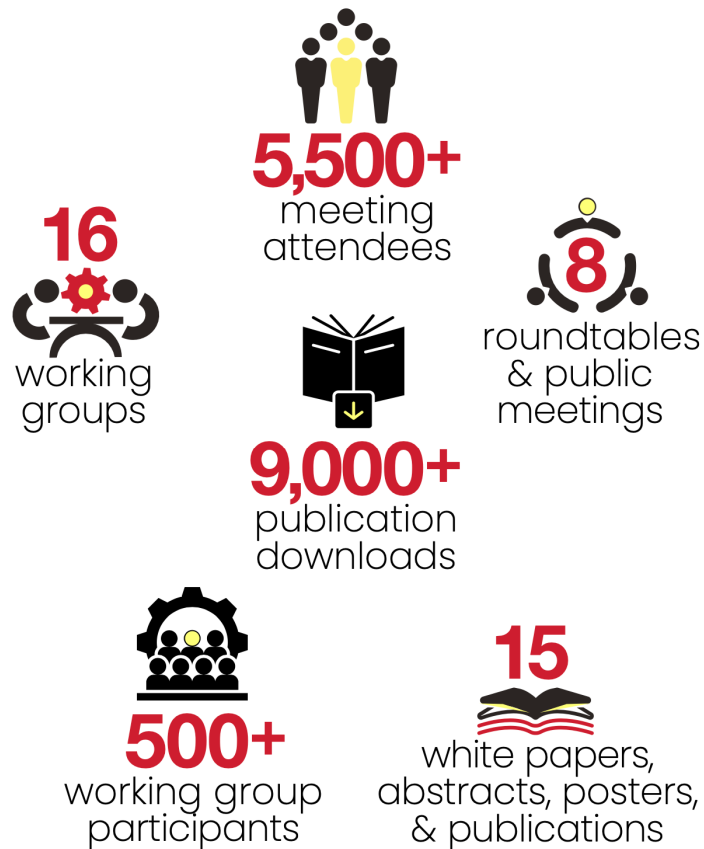 5,500+
meeting
attendees
16
working
groups
8
roundtables
& public
meetings
9,000+
publication
downloads
500+
working group
participants
15
white papers,
abstracts, posters,
& publications